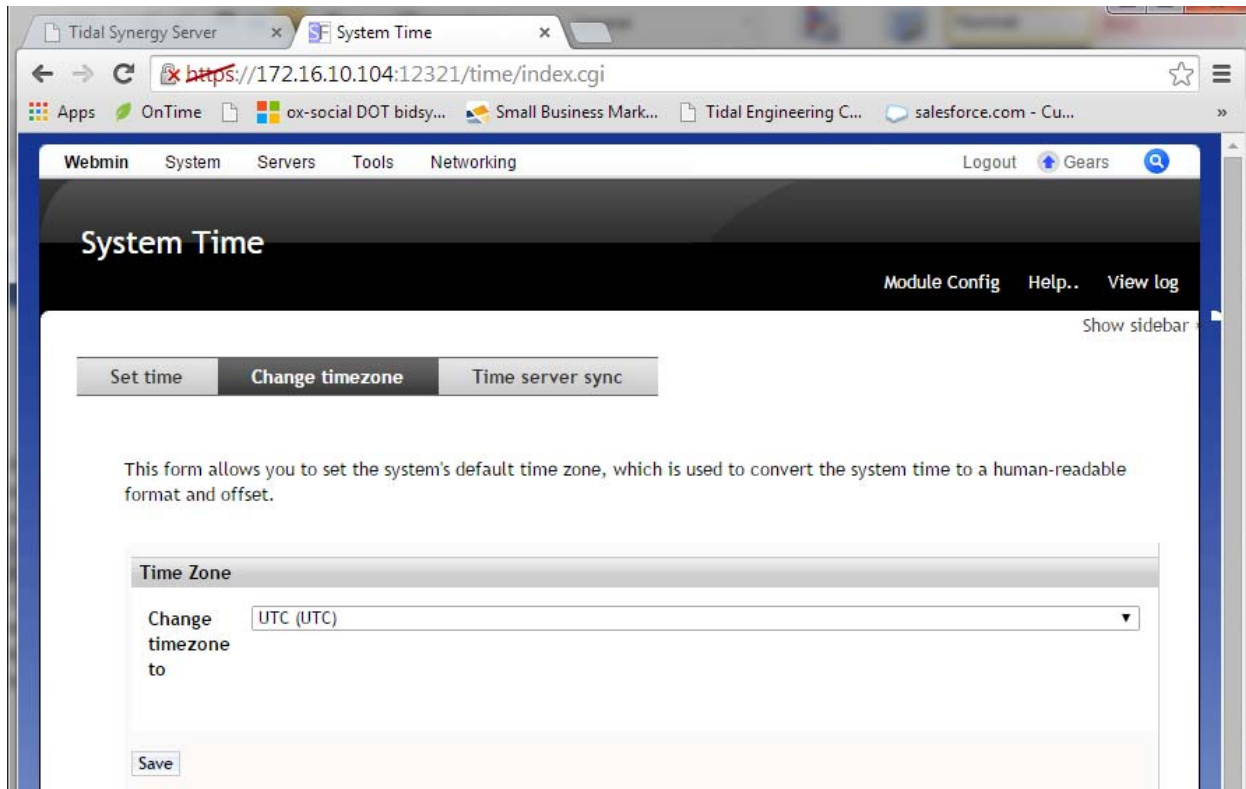 Tidal Synergy Server × System Time ×
https://172.16.10.104:12321/time/index.cgi
Apps OnTime ox-social DOT bidsy... Small Business Mark... Tidal Engineering C... salesforce.com - Cu... »
Webmin System Servers Tools Networking Logout Gears
System Time
Module Config Help.. View log
Show sidebar
Set time Change timezone Time server sync
This form allows you to set the system's default time zone, which is used to convert the system time to a human-readable
format and offset.
Time Zone
Change UTC (UTC)
timezone
to
Save